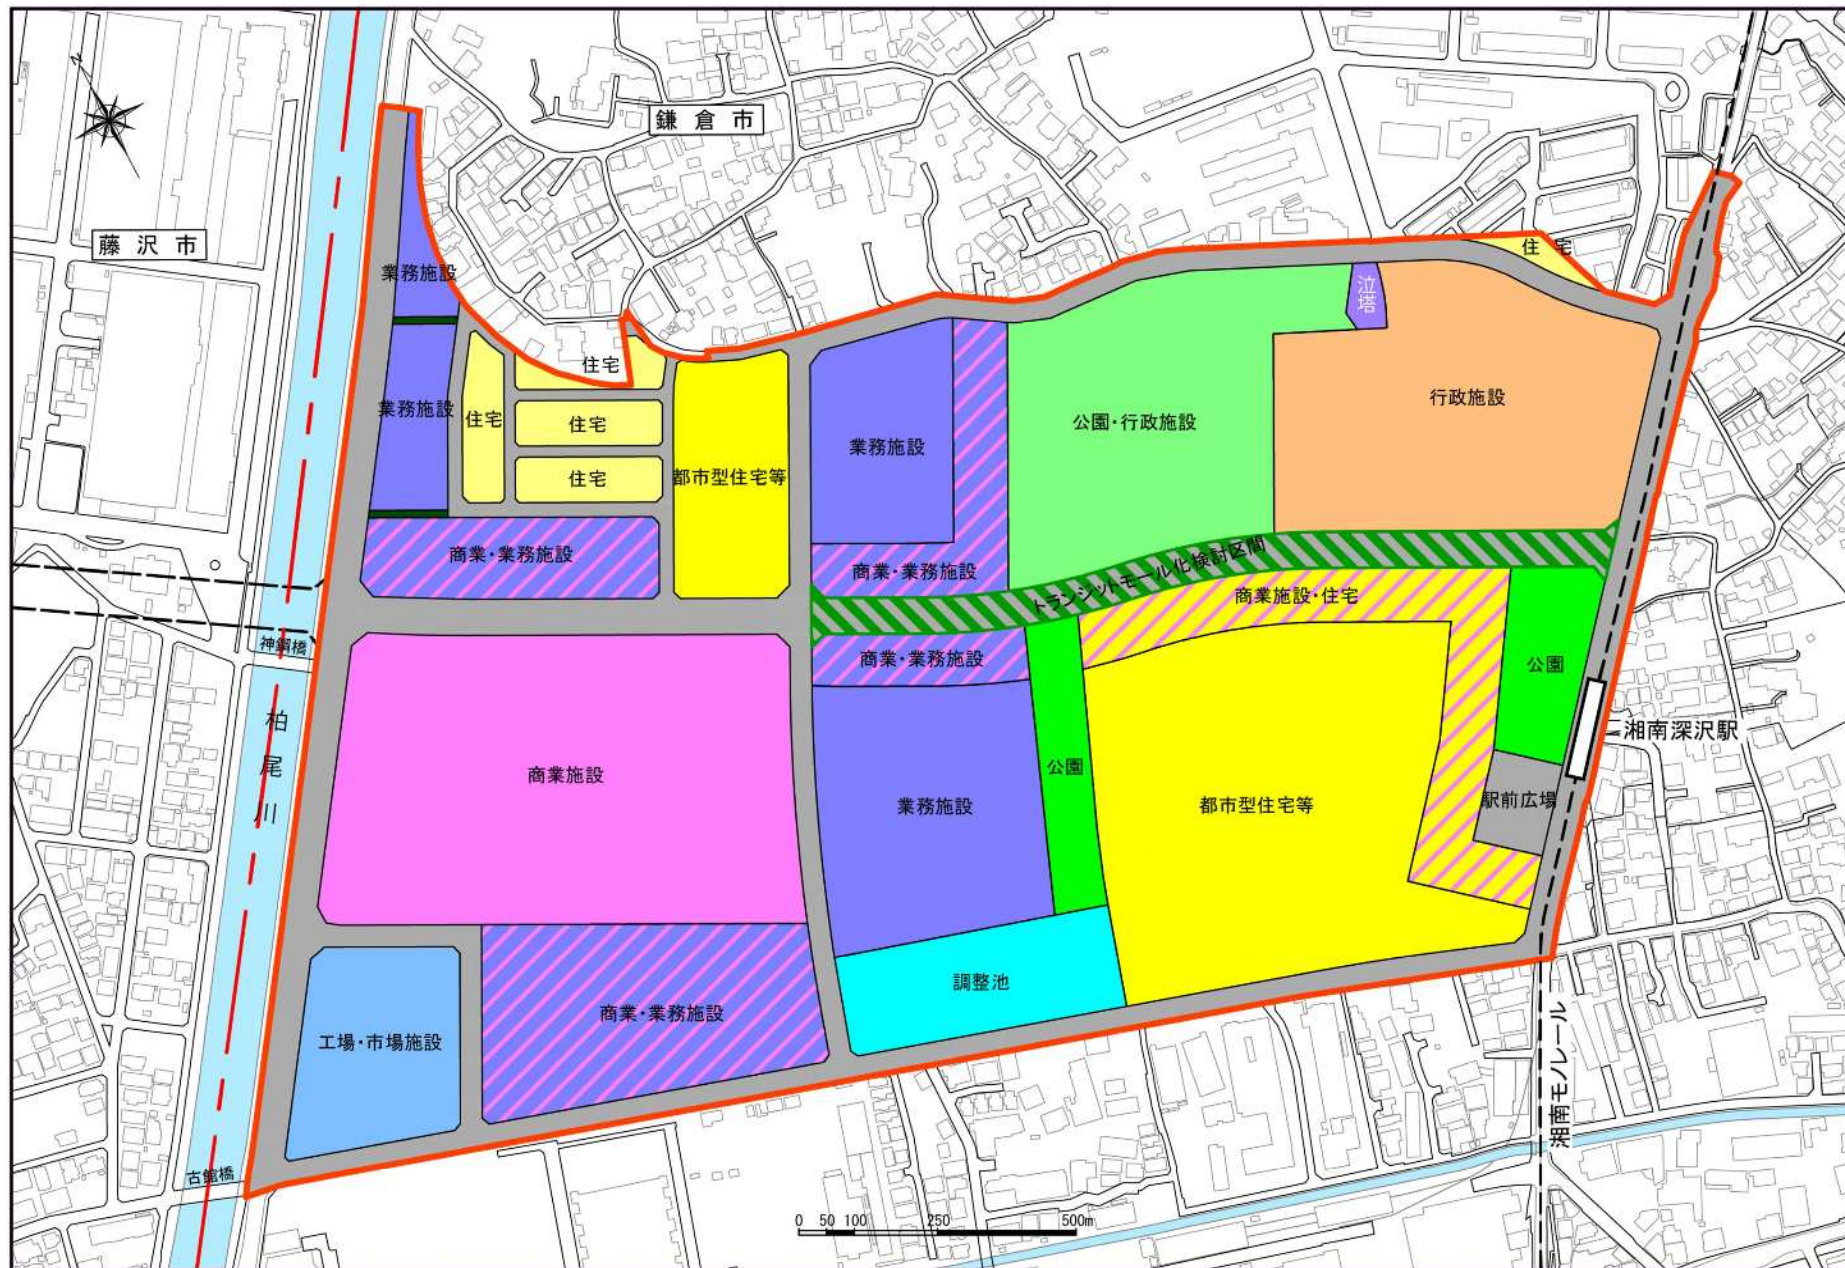 N
鎌倉市
藤沢市
業務施設
住宅
泣塔
住宅
業務施設
住宅
住宅
住宅
都市型住宅等
業務施設
公園・行政施設
行政施設
商業・業務施設
商業・業務施設
トランジットモール化検討区間
商業施設・住宅
神鋼橋
商業・業務施設
公園
湘南深沢駅
柏尾川
商業施設
公園
業務施設
都市型住宅等
駅前広場
調整池
商業・業務施設
工場・市場施設
湘南モノレール
古館橋
0 50 100 250 500m